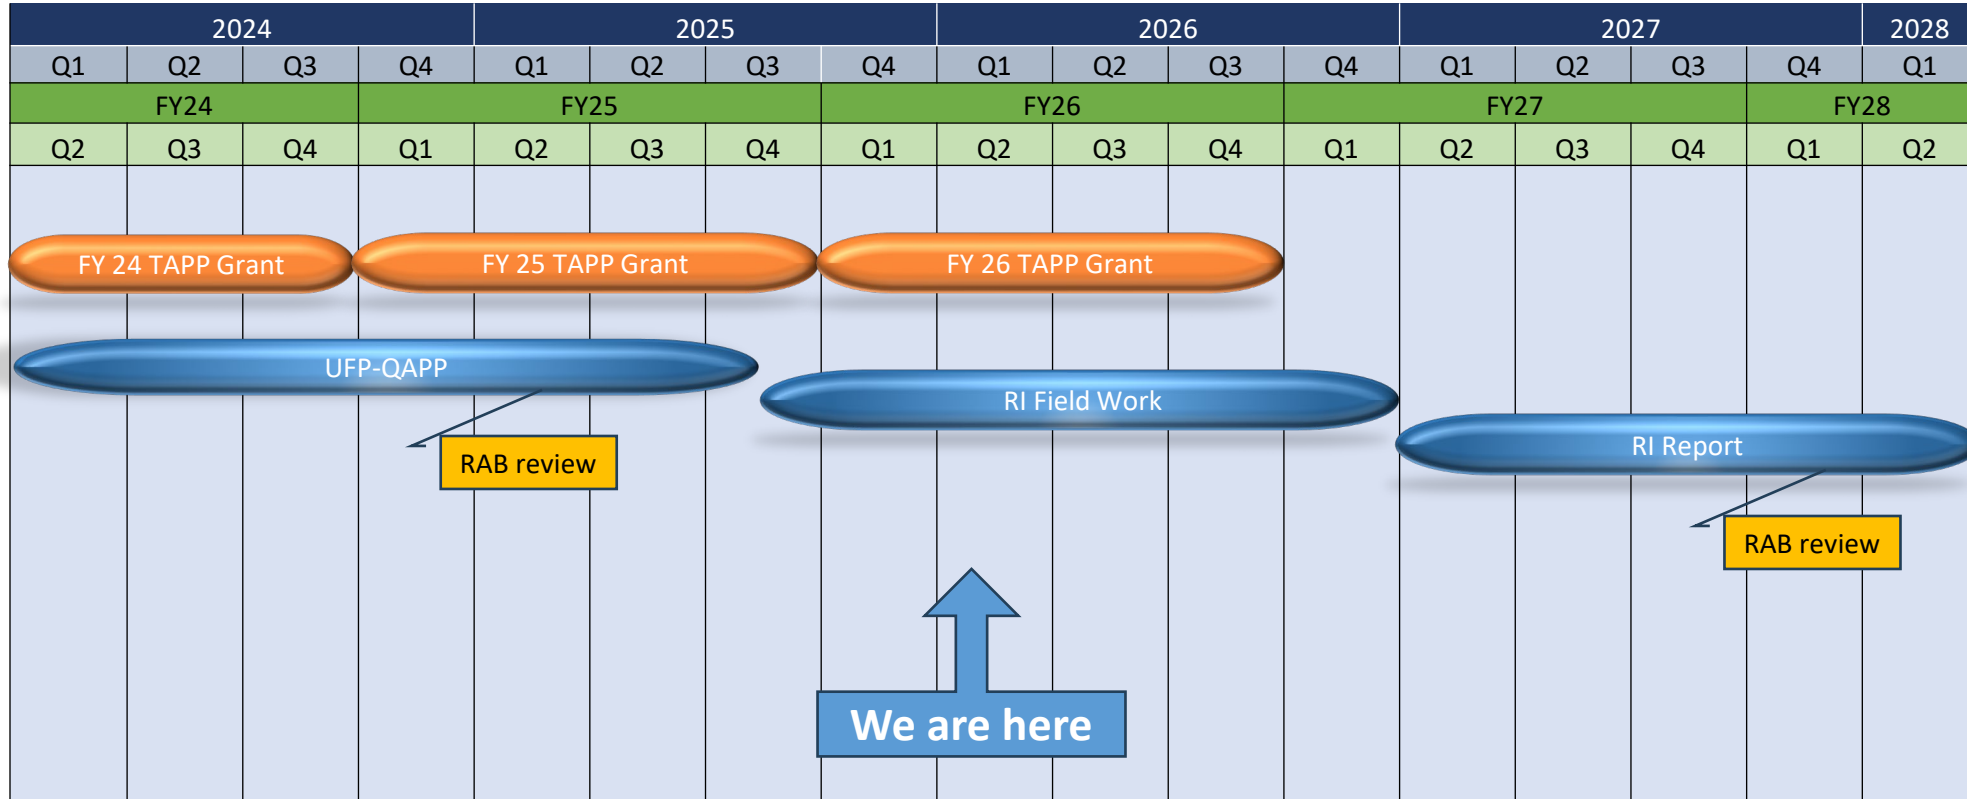 2024 2025 2026 2027 2028
Q1 Q2 Q3 Q4 Q1 Q2 Q3 Q4 Q1 Q2 Q3 Q4 Q1 Q2 Q3 Q4 Q1
FY24 FY25 FY26 FY27 FY28
Q2 Q3 Q4 Q1 Q2 Q3 Q4 Q1 Q2 Q3 Q4 Q1 Q2 Q3 Q4 Q1 Q2
FY 24 TAPP Grant FY 25 TAPP Grant FY 26 TAPP Grant
UFP-QAPP
RI Field Work
RI Report
RAB review
RAB review
We are here